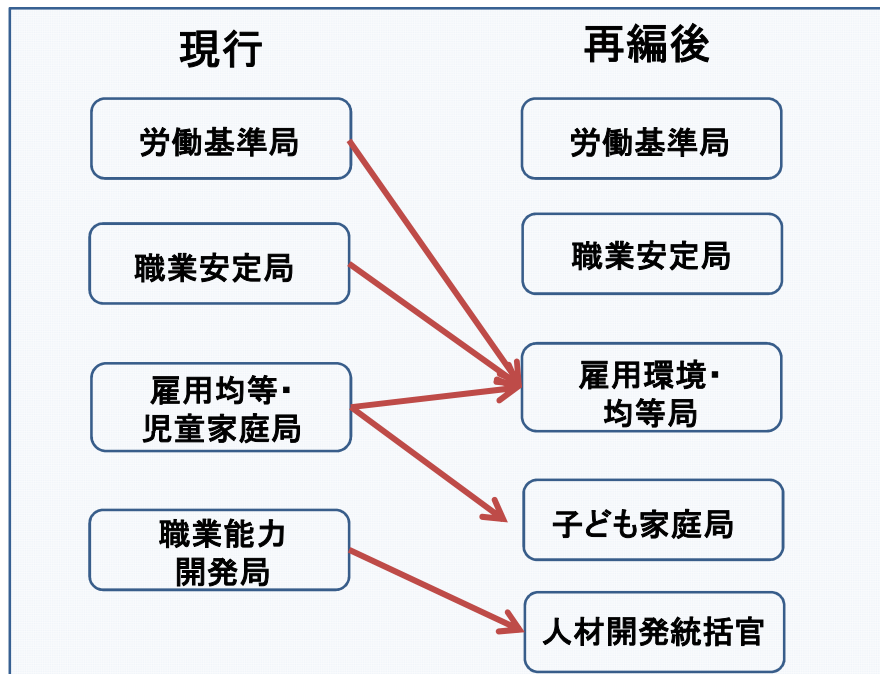 現行
労働基準局
職業安定局
雇用均等・
児童家庭局
職業能力
開発局
再編後
労働基準局
職業安定局
雇用環境・
均等局
子ども家庭局
人材開発統括官